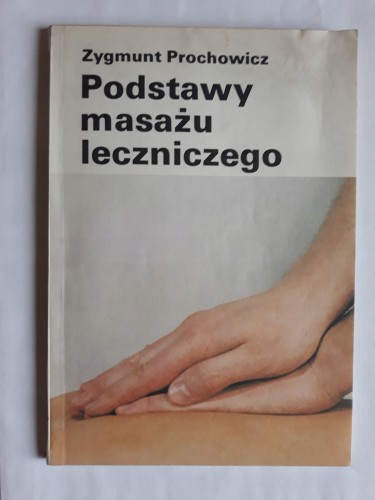 Zygmunt Prochowicz
Podstawy
masażu
leczniczego